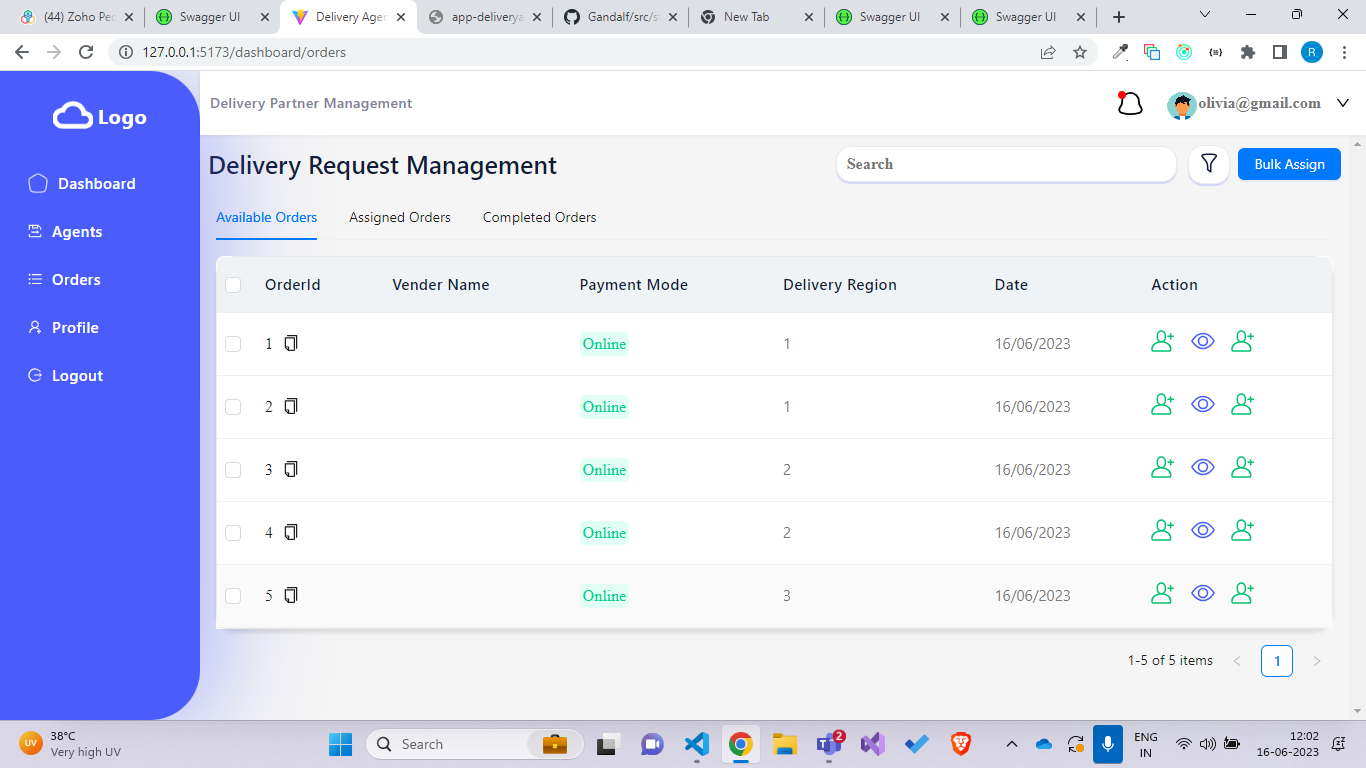 (44) Zoho Pec
Swagger UI
Delivery Agen
app-deliverya
Gandalf/src/s
New Tab
Swagger UI
Swagger UI
127.0.0.1:5173/dashboard/orders
R
Logo
Delivery Partner Management
olivia@gmail.com
Dashboard
Agents
Orders
Profile
Logout
Delivery Request Management
Search
Bulk Assign
Available Orders
Assigned Orders
Completed Orders
OrderId
Vender Name
Payment Mode
Delivery Region
Date
Action
1
Online
1
16/06/2023
2
Online
1
16/06/2023
3
Online
2
16/06/2023
4
Online
2
16/06/2023
5
Online
3
16/06/2023
1-5 of 5 items
1
UV
38°C
Very high UV
Search
2
ENG
IN
12:02
16-06-2023